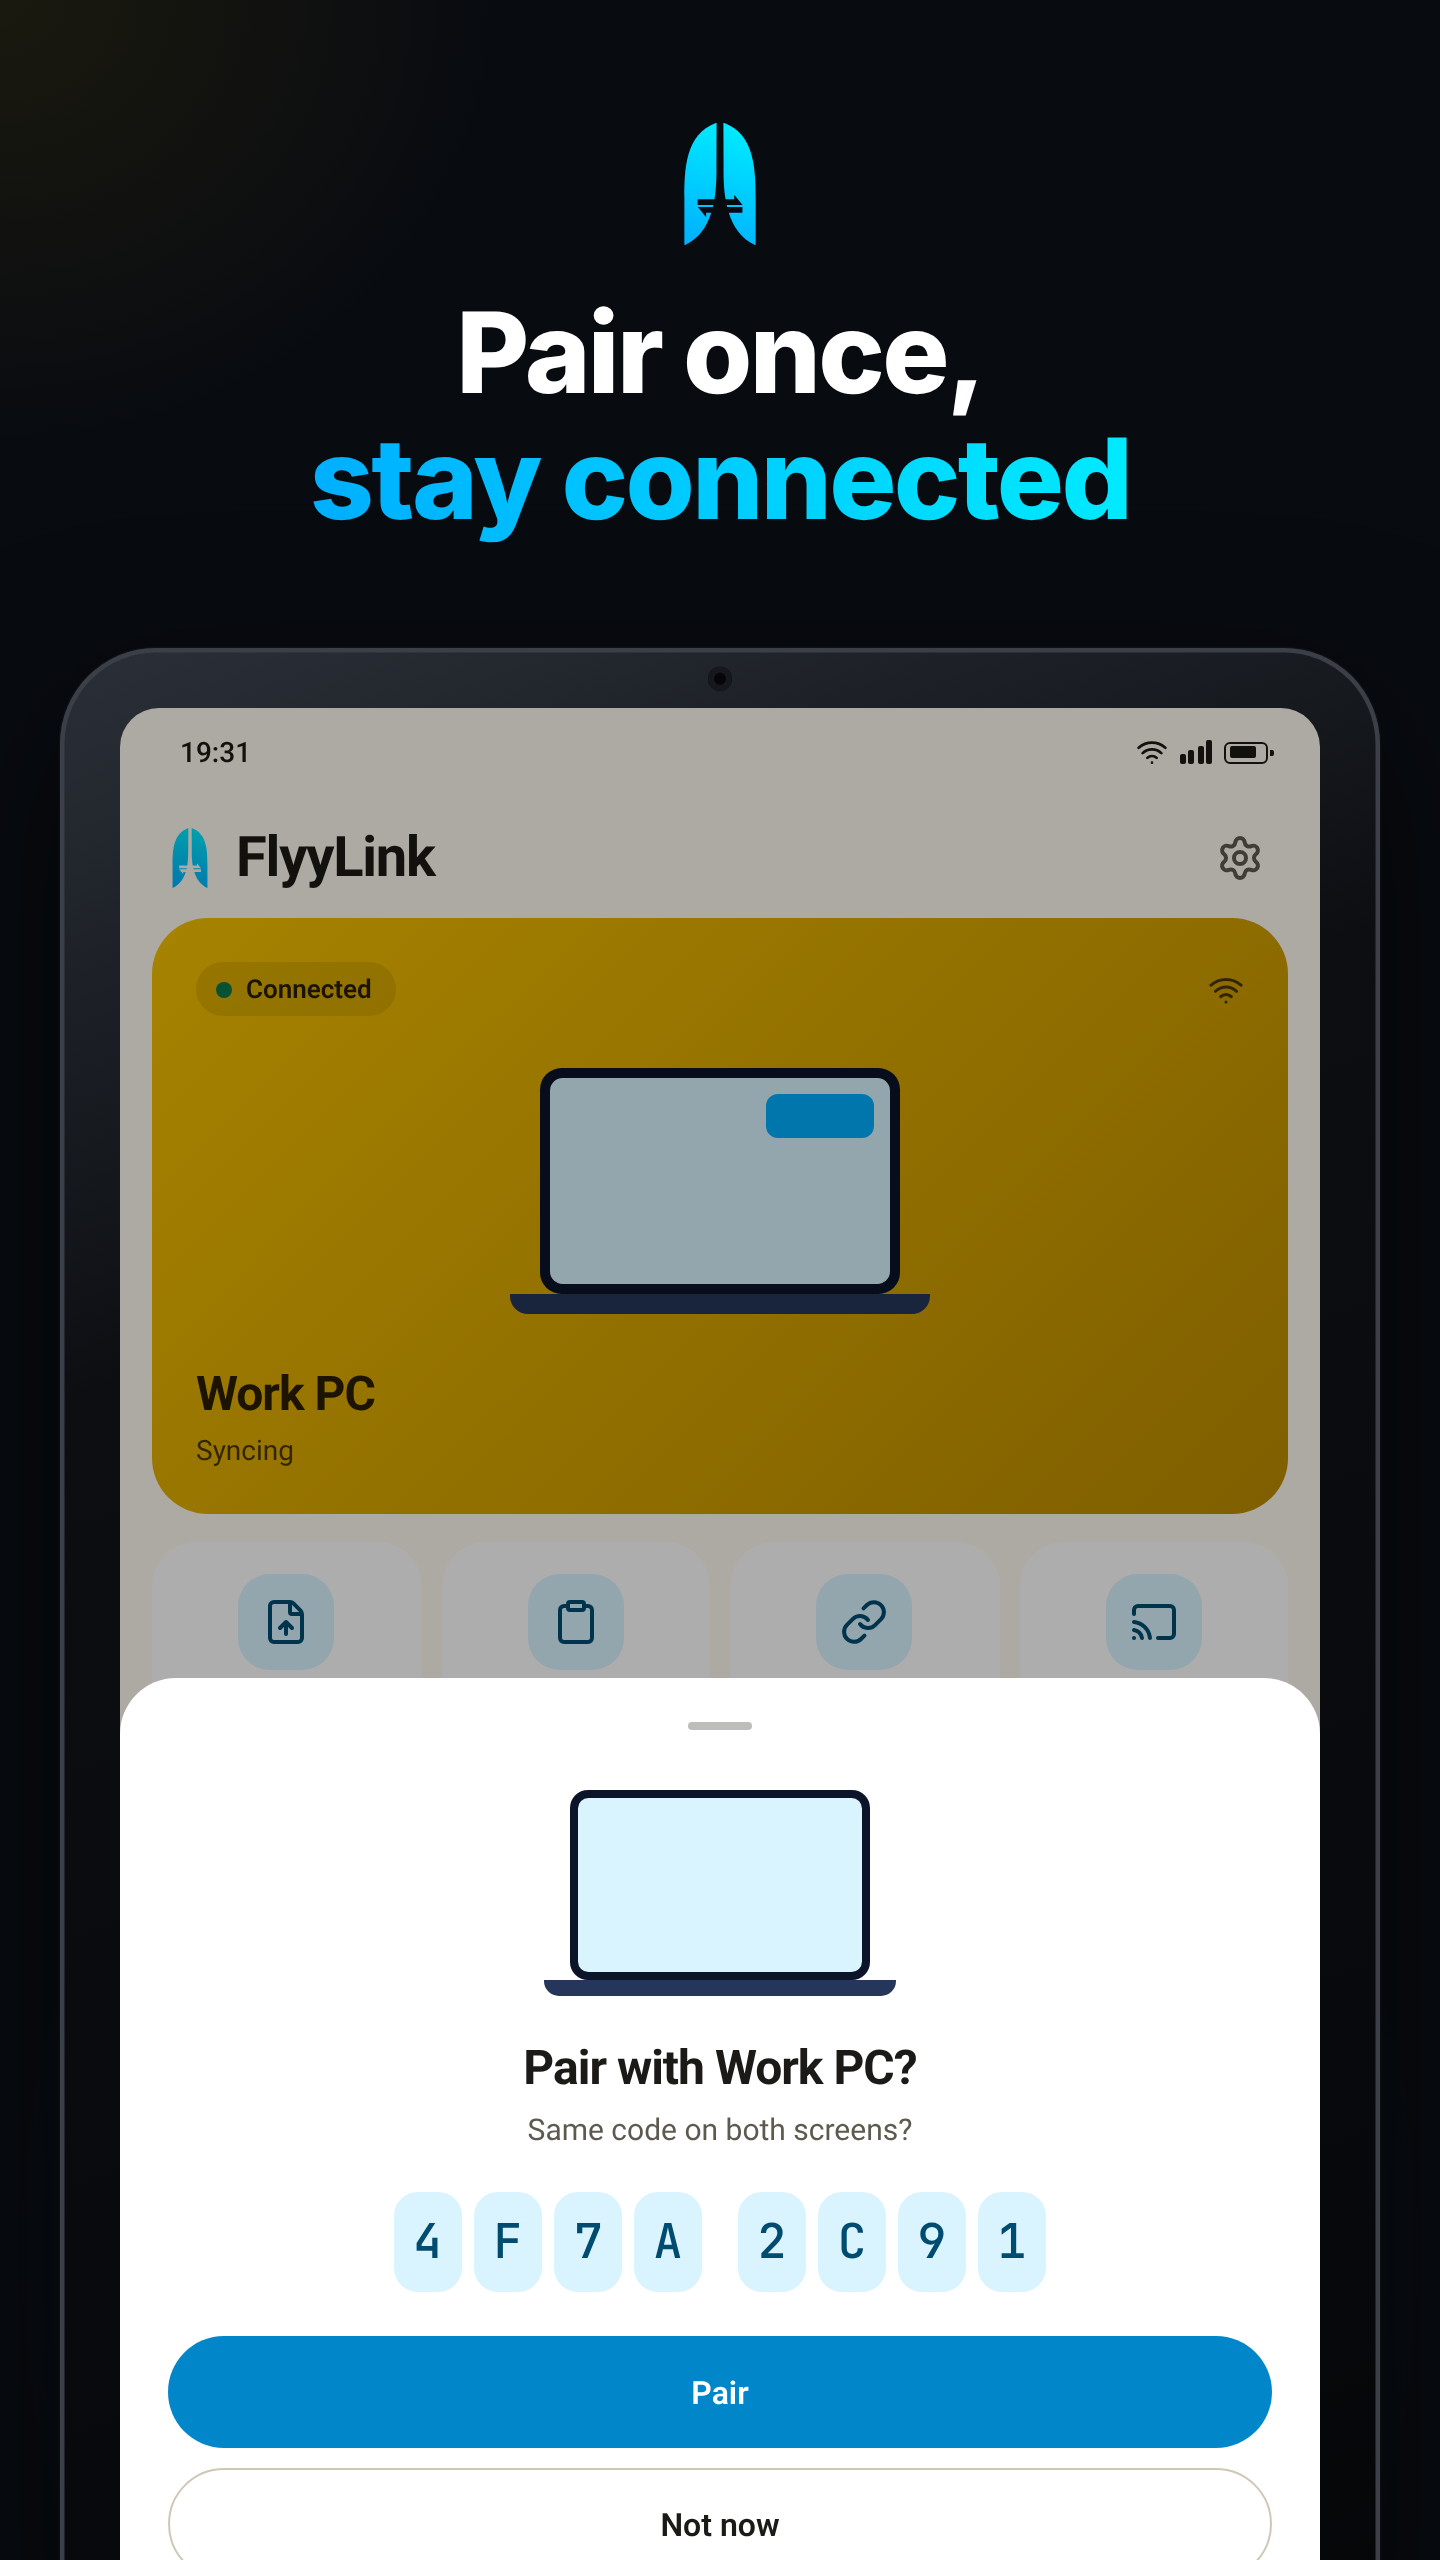 Pair once,
stay connected
19:31
FlyyLink
Connected
Work PC
Syncing
Pair with Work PC?
Same code on both screens?
4 F 7 A 2 C 9 1
Pair
Not now